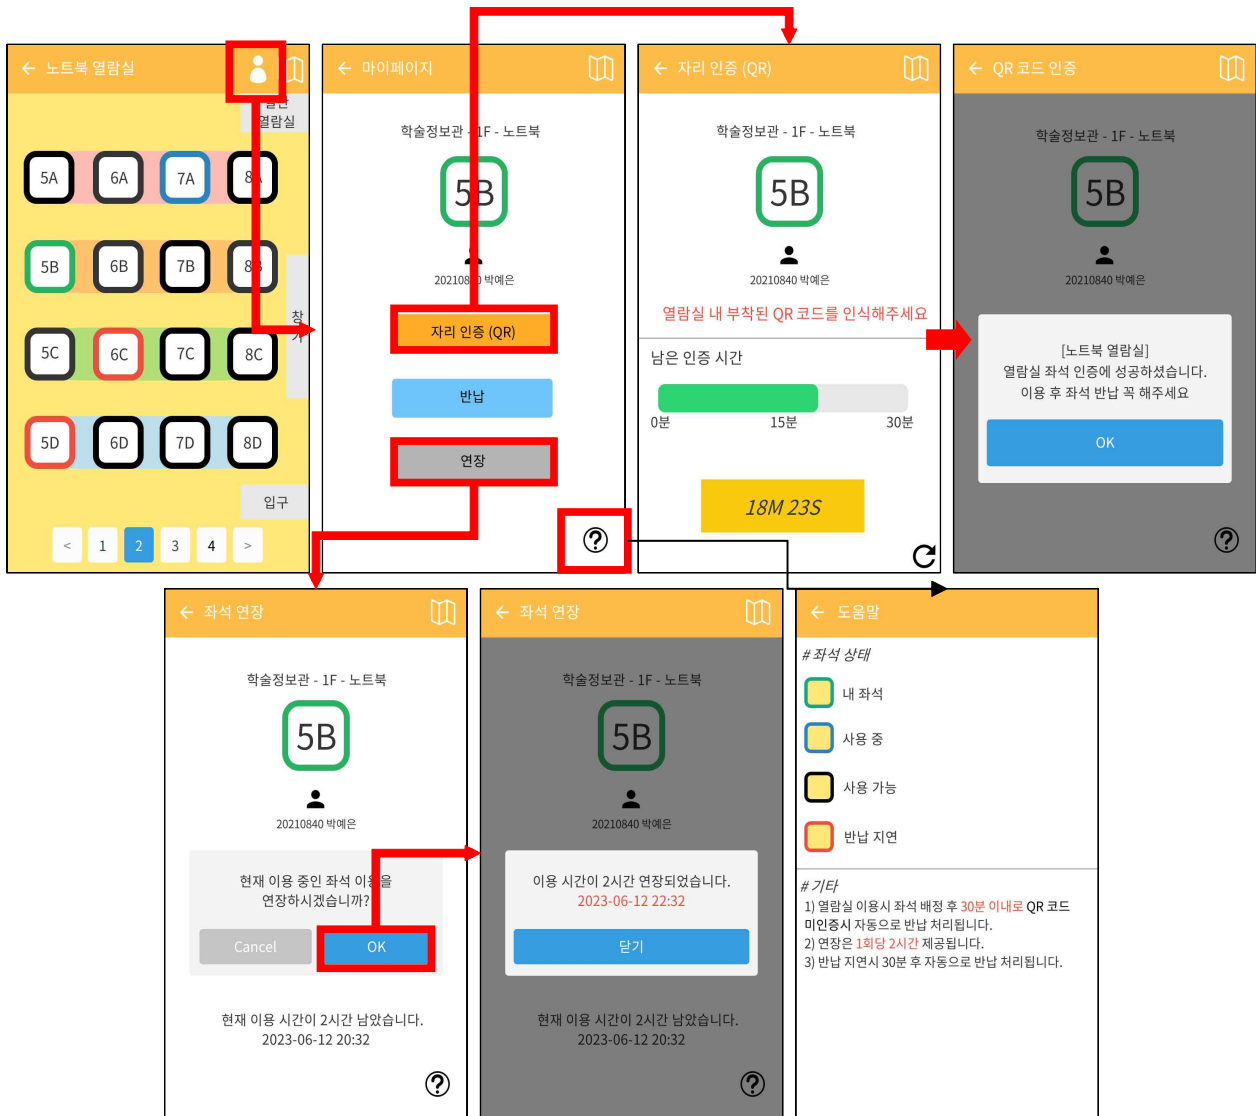 ← 노트북 열람실
열람실
5A 6A 7A 8A
5B 6B 7B 8B
창
가
5C 6C 7C 8C
5D 6D 7D 8D
입구
< 1 2 3 4 >
← 마이페이지
학술정보관 - 1F - 노트북
5B
20210840 박예은
자리 인증 (QR)
반납
연장
?
← 자리 인증 (QR)
학술정보관 - 1F - 노트북
5B
20210840 박예은
열람실 내 부착된 QR 코드를 인식해주세요
남은 인증 시간
0분 15분 30분
18M 23S
← QR 코드 인증
학술정보관 - 1F - 노트북
5B
20210840 박예은
[노트북 열람실]
열람실 좌석 인증에 성공하셨습니다.
이용 후 좌석 반납 꼭 해주세요
OK
?
← 좌석 연장
학술정보관 - 1F - 노트북
5B
20210840 박예은
현재 이용 중인 좌석 이용을
연장하시겠습니까?
Cancel OK
현재 이용 시간이 2시간 남았습니다.
2023-06-12 20:32
?
← 좌석 연장
학술정보관 - 1F - 노트북
5B
20210840 박예은
이용 시간이 2시간 연장되었습니다.
2023-06-12 22:32
닫기
현재 이용 시간이 2시간 남았습니다.
2023-06-12 20:32
?
← 도움말
# 좌석 상태
내 좌석
사용 중
사용 가능
반납 지연
# 기타
1) 열람실 이용시 좌석 배정 후 30분 이내로 QR 코드
미인증시 자동으로 반납 처리됩니다.
2) 연장은 1회당 2시간 제공됩니다.
3) 반납 지연시 30분 후 자동으로 반납 처리됩니다.